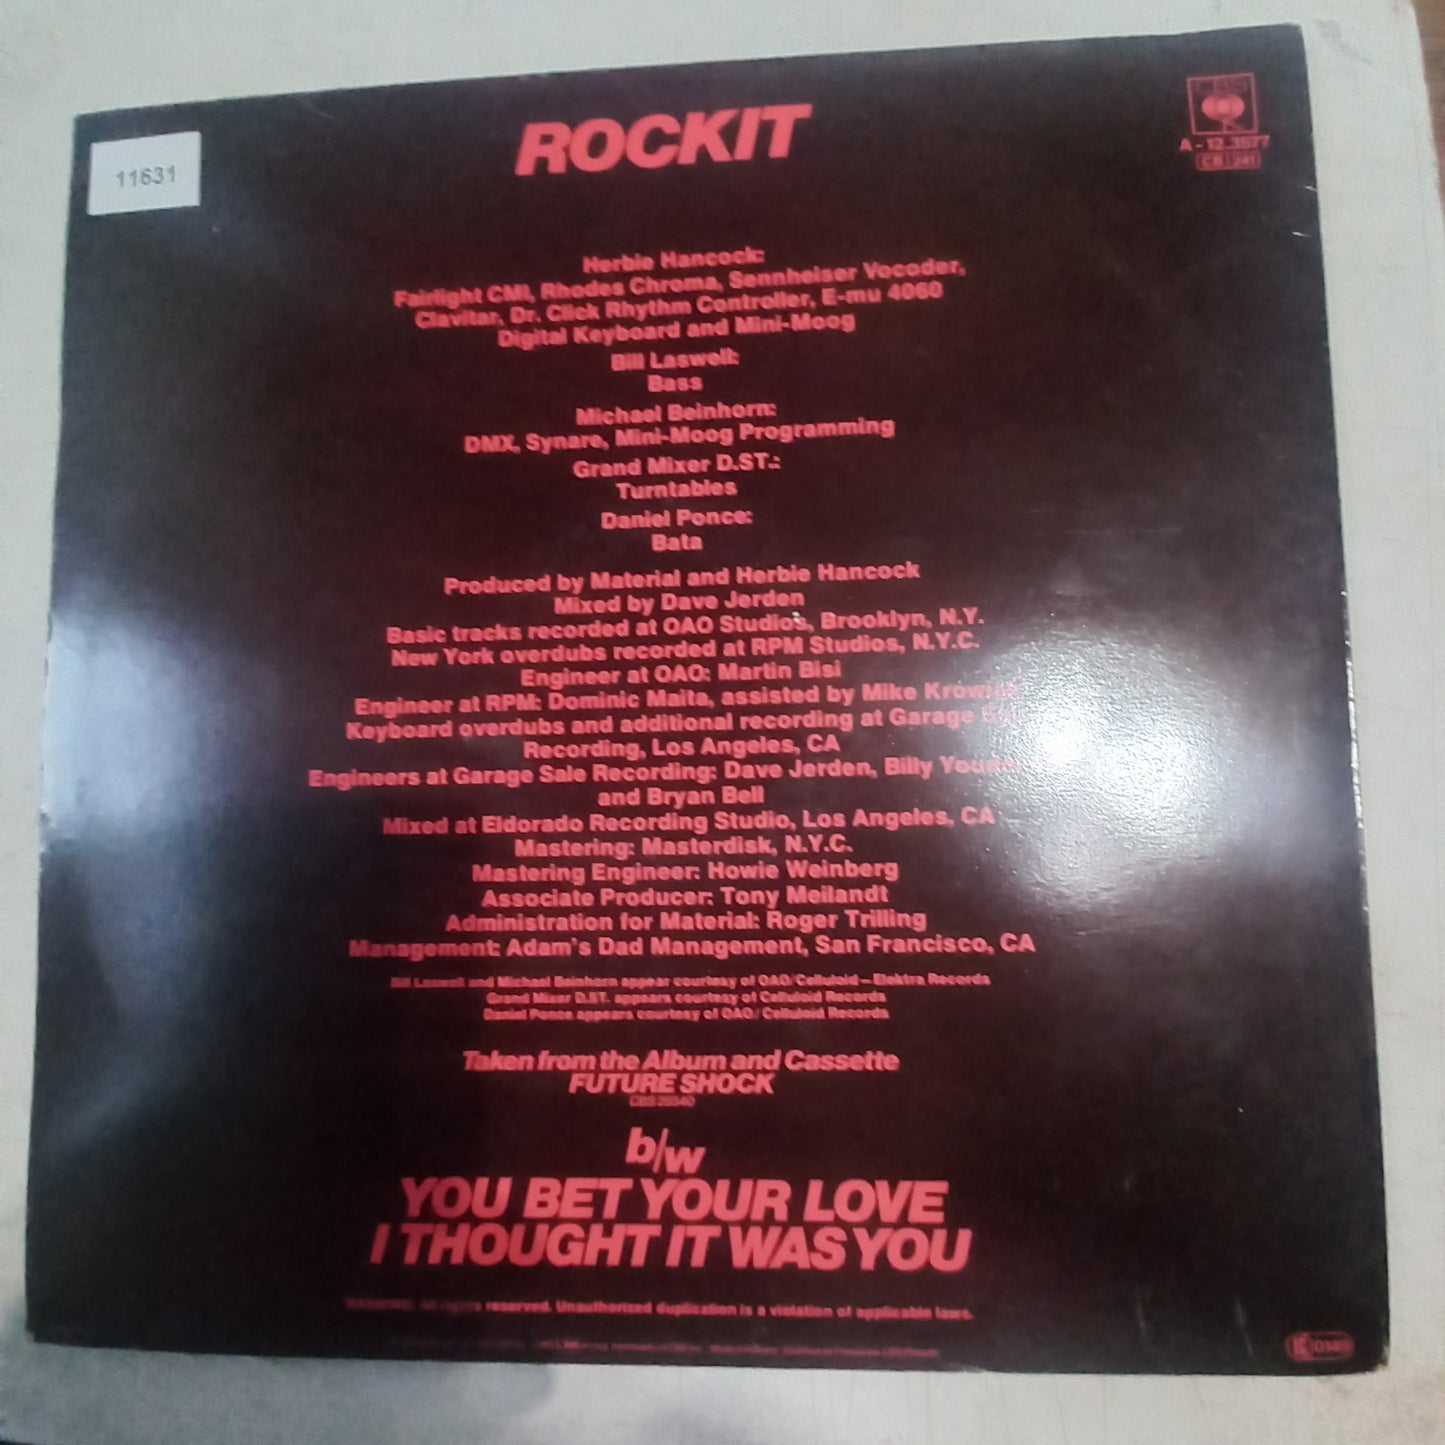 ROCKIT
CBS
A-12.3577
CB 241
11631
Herbie Hancock:
Fairlight CMI, Rhodes Chroma, Sennheiser Vocoder,
Clavitar, Dr. Click Rhythm Controller, E-mu 4060
Digital Keyboard and Mini-Moog
Bill Laswell:
Bass
Michael Beinhorn:
DMX, Synare, Mini-Moog Programming
Grand Mixer D.ST.:
Turntables
Daniel Ponce:
Bata
Produced by Material and Herbie Hancock
Mixed by Dave Jerden
Basic tracks recorded at OAO Studios, Brooklyn, N.Y.
New York overdubs recorded at RPM Studios, N.Y.C.
Engineer at OAO: Martin Bisi
Engineer at RPM: Dominic Maita, assisted by Mike
Keyboard overdubs and additional recording at Garage
Recording, Los Angeles, CA
Engineers at Garage Sale Recording: Dave Jerden, Billy
and Bryan Bell
Mixed at Eldorado Recording Studio, Los Angeles, CA
Mastering: Masterdisk, N.Y.C.
Mastering Engineer: Howie Weinberg
Associate Producer: Tony Meilandt
Administration for Material: Roger Trilling
Management: Adam's Dad Management, San Francisco, CA
Bill Laswell and Michael Beinhorn appear courtesy of OAO/Celluloid – Elektra Records
Grand Mixer D.ST. appears courtesy of Celluloid Records
Daniel Ponce appears courtesy of OAO/Celluloid Records
Taken from the Album and Cassette
FUTURE SHOCK
CBS 25540
b/w
YOU BET YOUR LOVE
I THOUGHT IT WAS YOU
WARNING: All rights reserved. Unauthorized duplication is a violation of applicable laws.
K 0149